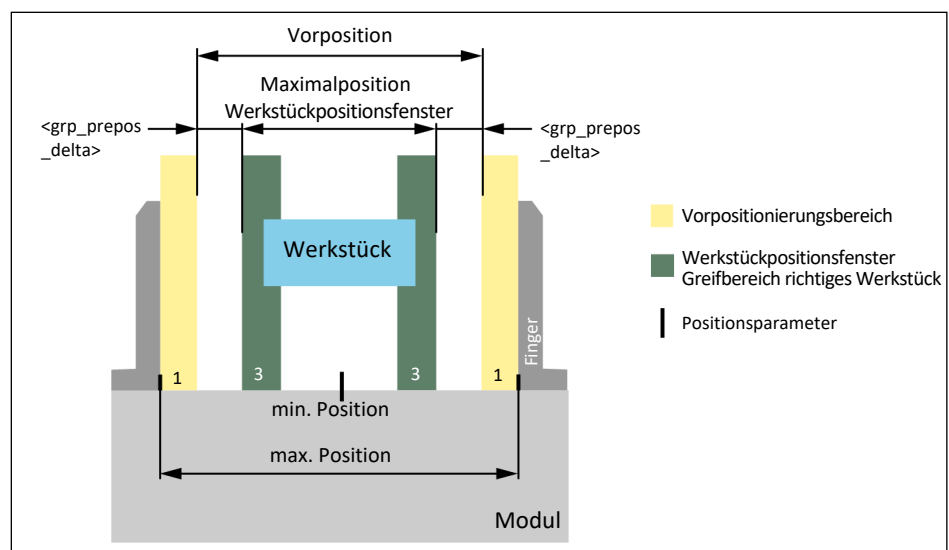 Vorposition
Maximalposition
Werkstückpositionsfenster
<grp_prepos
_delta>
<grp_prepos
_delta>
Werkstück
Vorpositionierungsbereich
Werkstückpositionsfenster
Greifbereich richtiges Werkstück
Positionsparameter
Finger
1
3
3
1
min. Position
max. Position
Modul